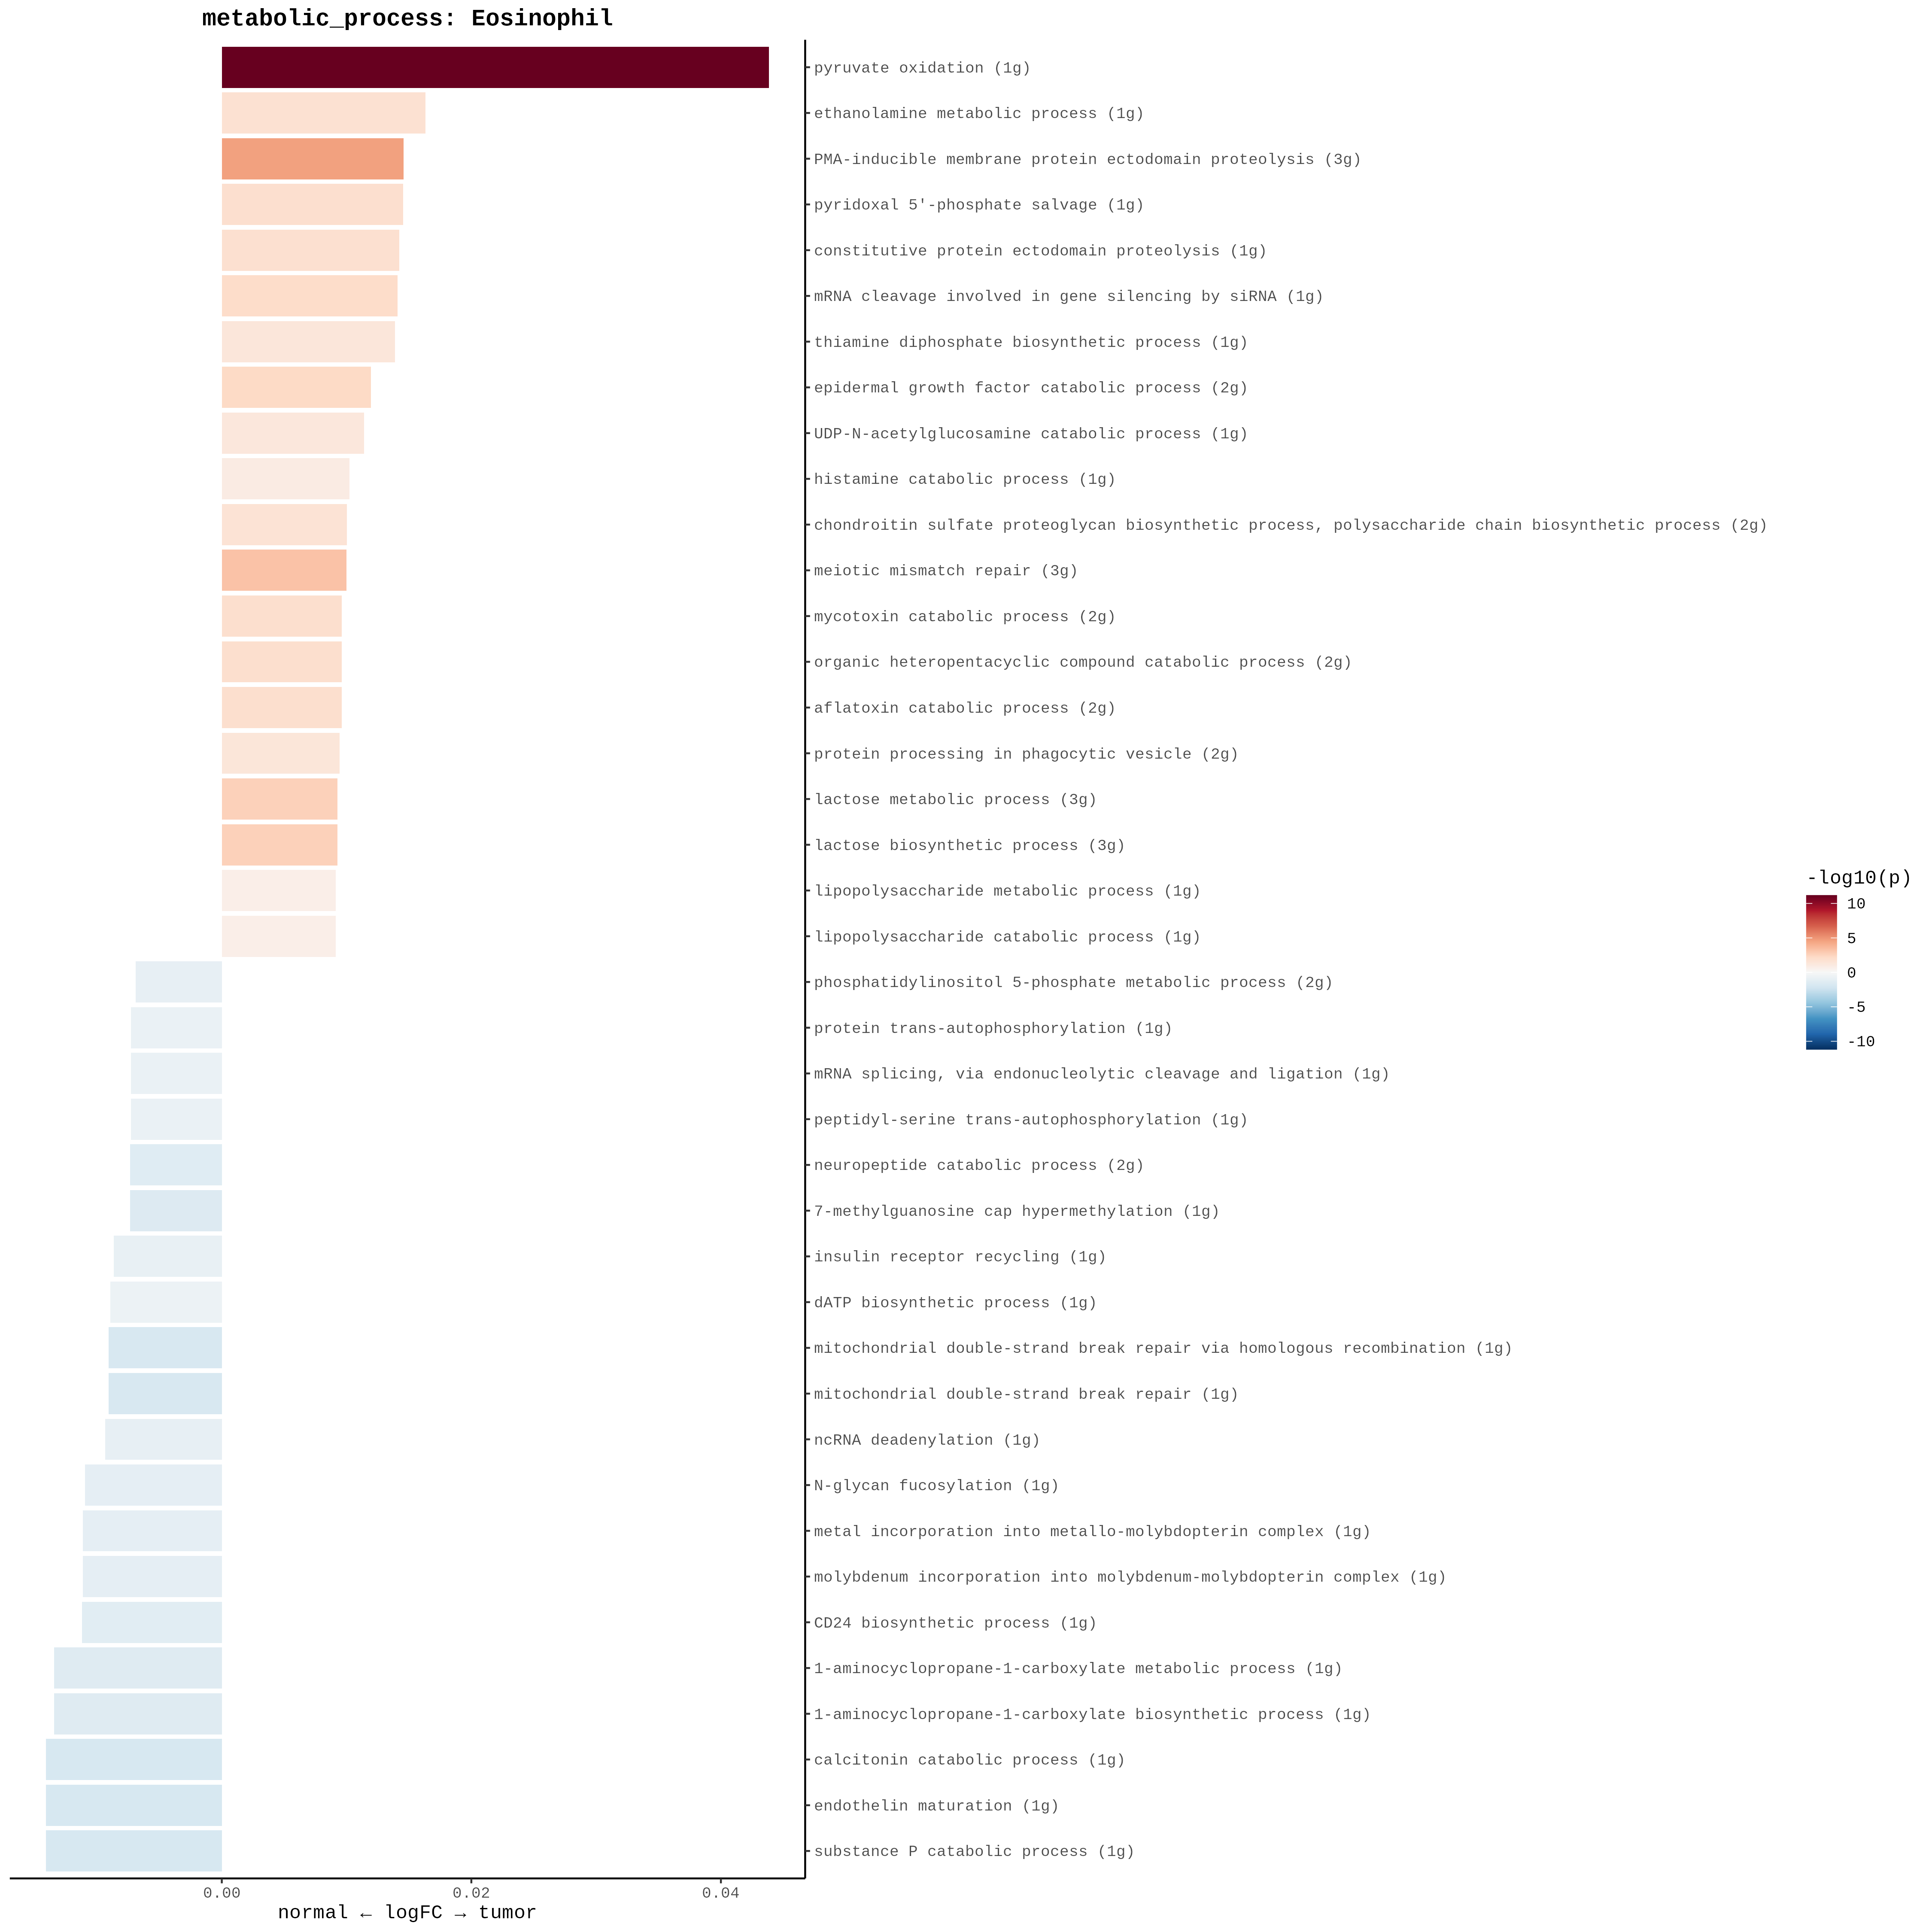 metabolic_process: Eosinophil
pyruvate oxidation (1g)
ethanolamine metabolic process (1g)
PMA-inducible membrane protein ectodomain proteolysis (3g)
pyridoxal 5'-phosphate salvage (1g)
constitutive protein ectodomain proteolysis (1g)
mRNA cleavage involved in gene silencing by siRNA (1g)
thiamine diphosphate biosynthetic process (1g)
epidermal growth factor catabolic process (2g)
UDP-N-acetylglucosamine catabolic process (1g)
histamine catabolic process (1g)
chondroitin sulfate proteoglycan biosynthetic process, polysaccharide chain biosynthetic process (2g)
meiotic mismatch repair (3g)
mycotoxin catabolic process (2g)
organic heteropentacyclic compound catabolic process (2g)
aflatoxin catabolic process (2g)
protein processing in phagocytic vesicle (2g)
lactose metabolic process (3g)
lactose biosynthetic process (3g)
lipopolysaccharide metabolic process (1g)
lipopolysaccharide catabolic process (1g)
phosphatidylinositol 5-phosphate metabolic process (2g)
protein trans-autophosphorylation (1g)
mRNA splicing, via endonucleolytic cleavage and ligation (1g)
peptidyl-serine trans-autophosphorylation (1g)
neuropeptide catabolic process (2g)
7-methylguanosine cap hypermethylation (1g)
insulin receptor recycling (1g)
dATP biosynthetic process (1g)
mitochondrial double-strand break repair via homologous recombination (1g)
mitochondrial double-strand break repair (1g)
ncRNA deadenylation (1g)
N-glycan fucosylation (1g)
metal incorporation into metallo-molybdopterin complex (1g)
molybdenum incorporation into molybdenum-molybdopterin complex (1g)
CD24 biosynthetic process (1g)
1-aminocyclopropane-1-carboxylate metabolic process (1g)
1-aminocyclopropane-1-carboxylate biosynthetic process (1g)
calcitonin catabolic process (1g)
endothelin maturation (1g)
substance P catabolic process (1g)
0.00 0.02 0.04
normal ← logFC → tumor
-log10(p)
10
5
0
-5
-10